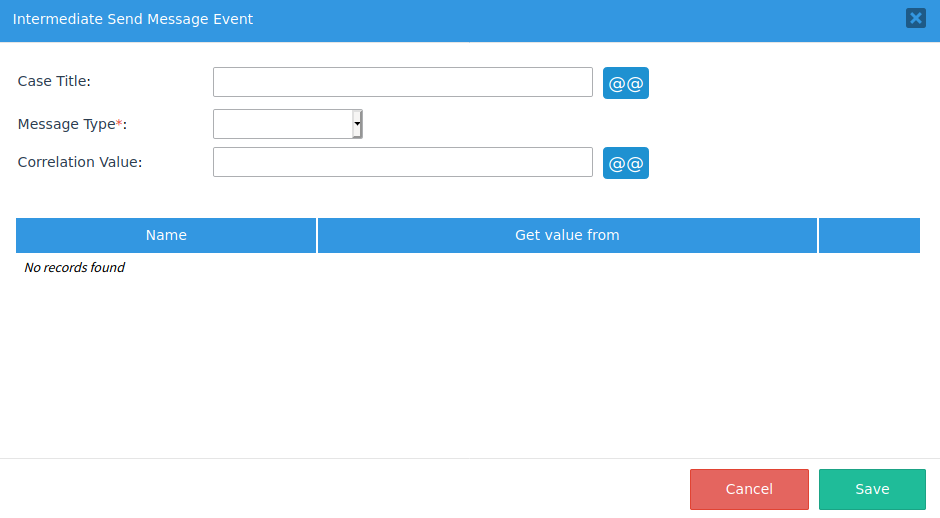 Intermediate Send Message Event
Case Title: @@
Message Type*:
Correlation Value: @@
Name Get value from
No records found
Cancel Save